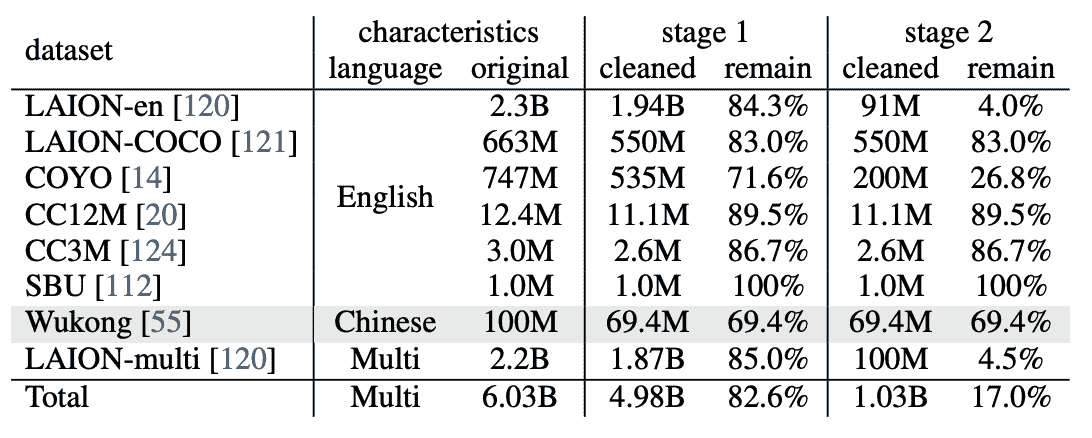 characteristics stage 1 stage 2
dataset
language original cleaned remain cleaned remain
LAION-en [120] 2.3B 1.94B 84.3% 91M 4.0%
LAION-COCO [121] 663M 550M 83.0% 550M 83.0%
COYO [14] 747M 535M 71.6% 200M 26.8%
English
CC12M [20] 12.4M 11.1M 89.5% 11.1M 89.5%
CC3M [124] 3.0M 2.6M 86.7% 2.6M 86.7%
SBU [112] 1.0M 1.0M 100% 1.0M 100%
Wukong [55] Chinese 100M 69.4M 69.4% 69.4M 69.4%
LAION-multi [120] Multi 2.2B 1.87B 85.0% 100M 4.5%
Total Multi 6.03B 4.98B 82.6% 1.03B 17.0%